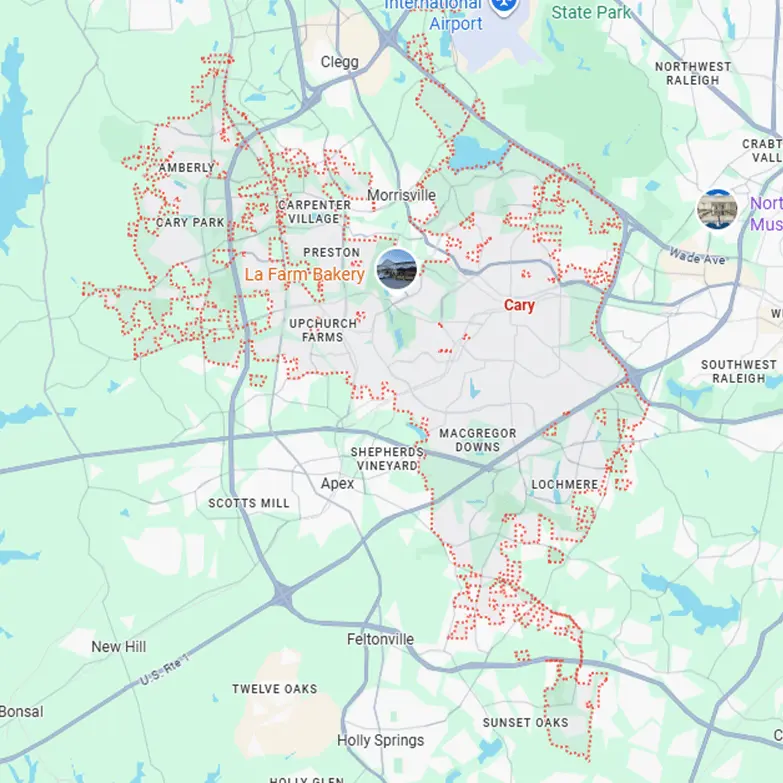 International
Airport
State Park
Clegg
NORTHWEST
RALEIGH
CRABT
VALL
AMBERLY
Morrisville
CARPENTER
VILLAGE
CARY PARK
Nort
Mus
PRESTON
La Farm Bakery
Wade Ave
Cary
UPCHURCH
FARMS
SOUTHWEST
RALEIGH
MACGREGOR
DOWNS
SHEPHERDS
VINEYARD
Apex
LOCHMERE
SCOTTS MILL
New Hill
Feltonville
U.S. Rte 1
TWELVE OAKS
Bonsal
SUNSET OAKS
Holly Springs
HOLLY GLEN